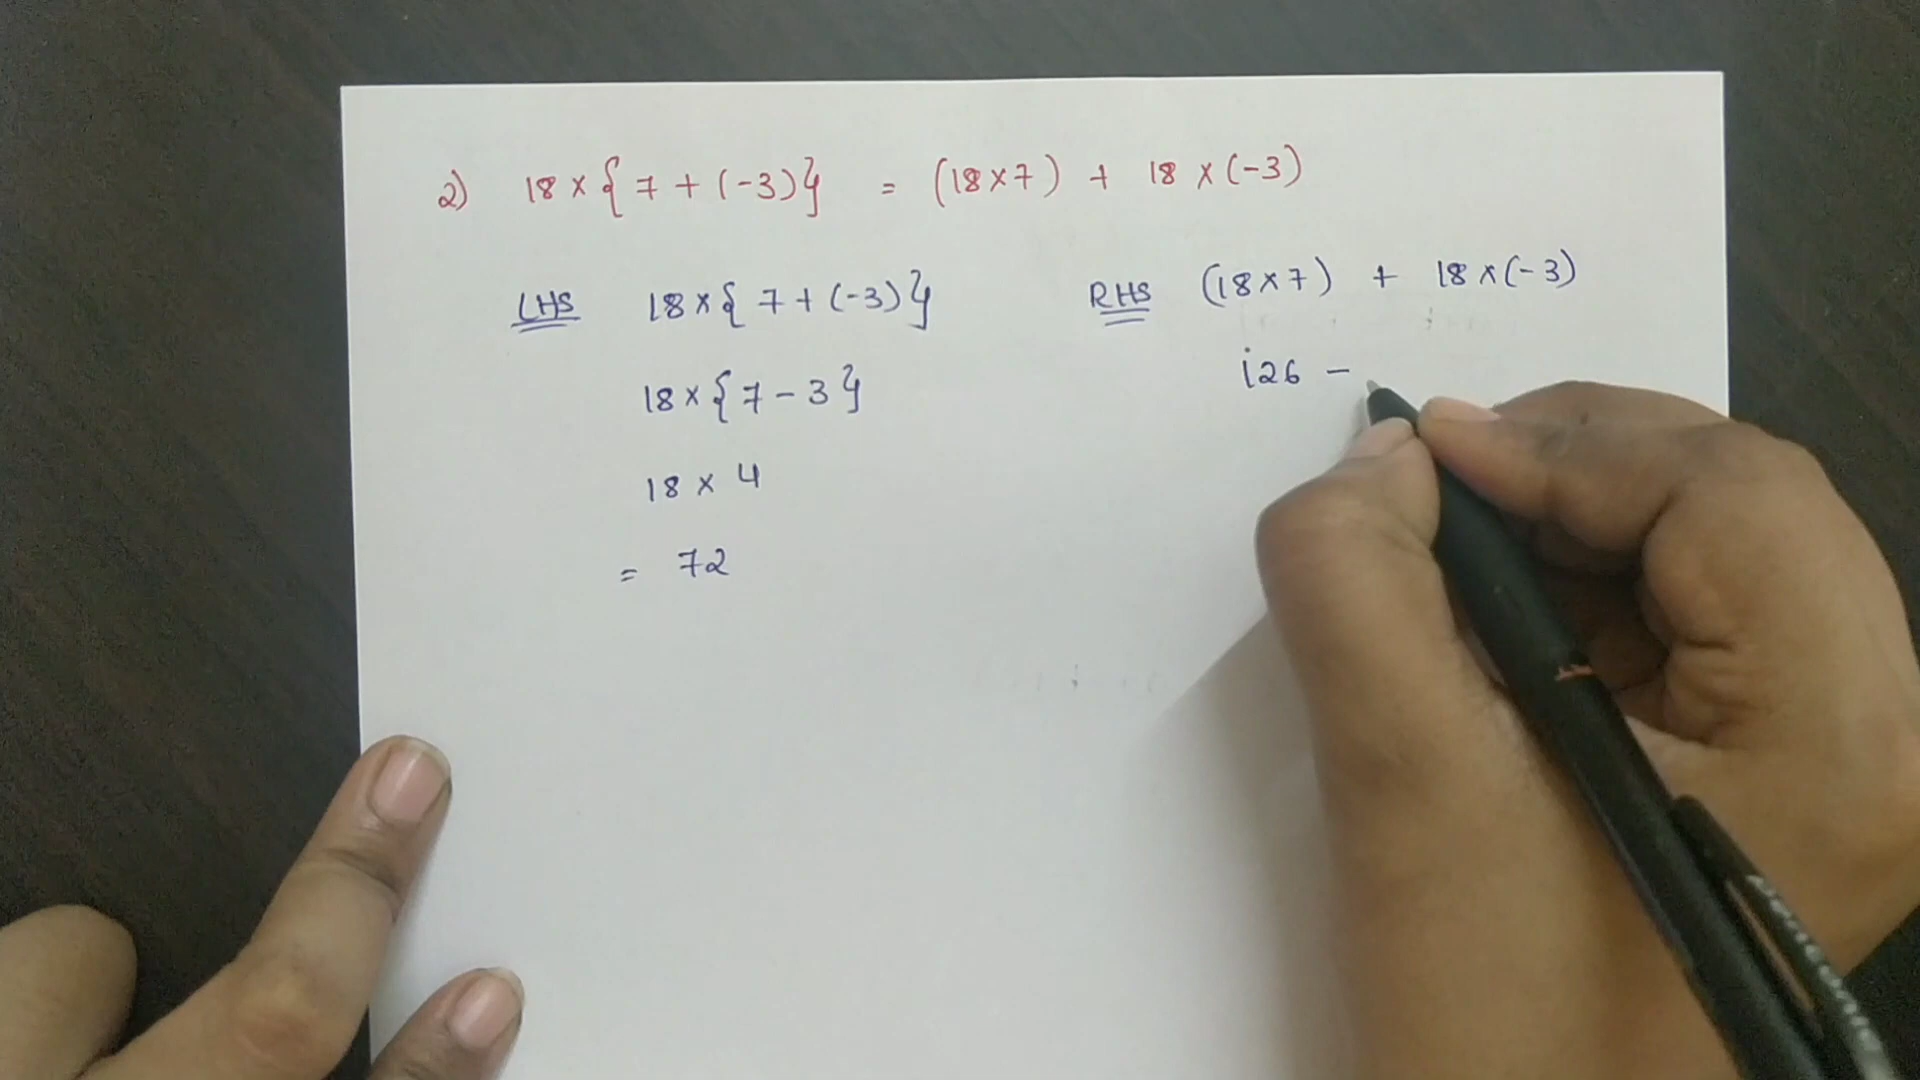 2) 18 × { 7 + (-3)} = (18×7) + 18 × (-3)
LHS 18 × { 7 + (-3)}
18 × { 7 - 3 }
18 × 4
= 72
RHS (18×7) + 18×(-3)
126 -